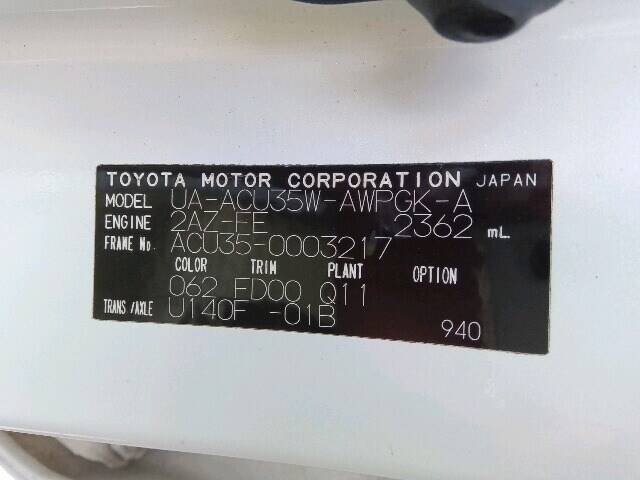 TOYOTA MOTOR CORPORATION JAPAN
MODEL UA-ACU35W-AWPGK-A
ENGINE 2AZ-FE 2362 mL
FRAME No. ACU35-0003217
COLOR TRIM PLANT OPTION
062 FD00 Q11
TRANS/AXLE U140F -01B
940